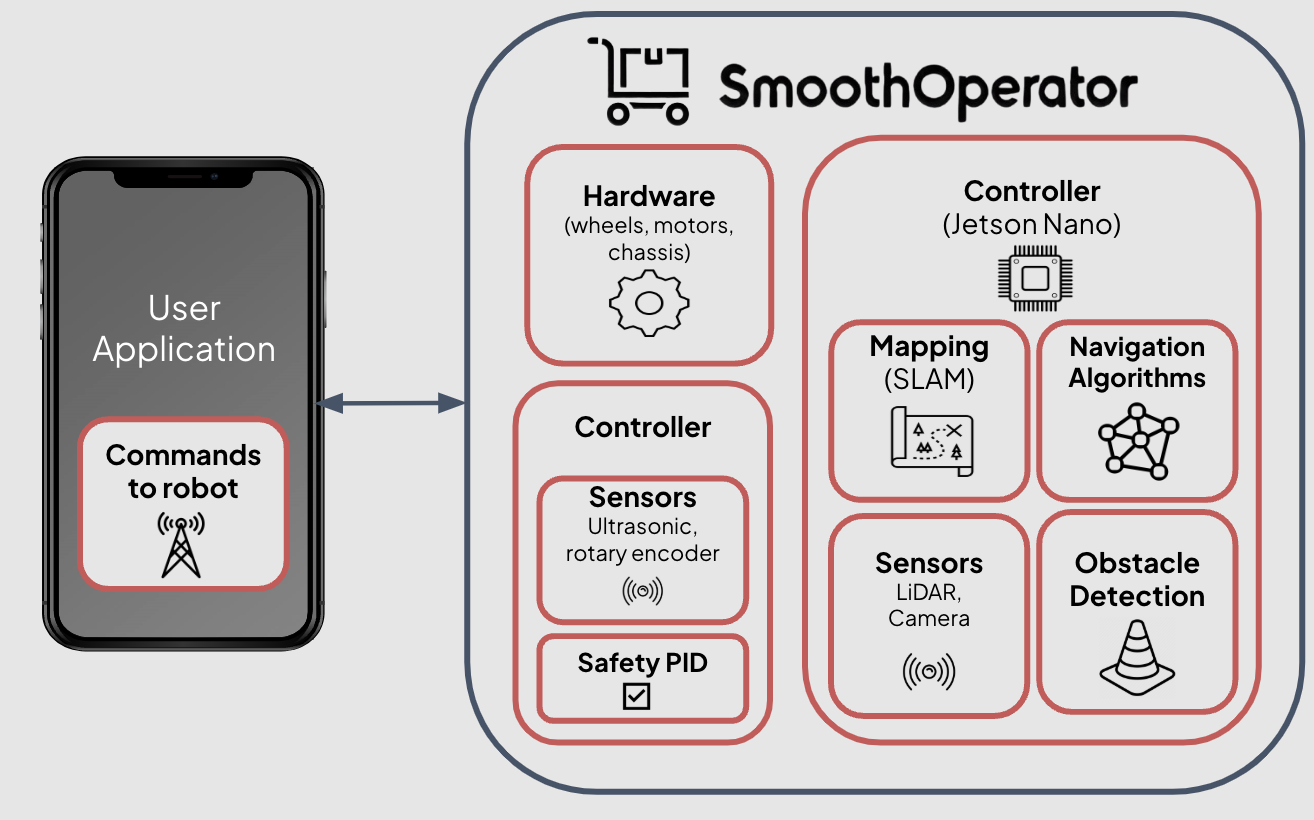 SmoothOperator
User
Application
Commands
to robot
Hardware
(wheels, motors,
chassis)
Controller
Sensors
Ultrasonic,
rotary encoder
Safety PID
Controller
(Jetson Nano)
Mapping
(SLAM)
Navigation
Algorithms
Sensors
LiDAR,
Camera
Obstacle
Detection